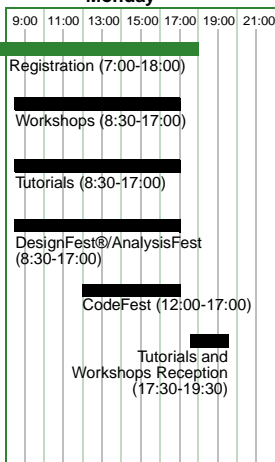 Monday
9:00 11:00 13:00 15:00 17:00 19:00 21:00
Registration (7:00-18:00)
Workshops (8:30-17:00)
Tutorials (8:30-17:00)
DesignFest®/AnalysisFest
(8:30-17:00)
CodeFest (12:00-17:00)
Tutorials and
Workshops Reception
(17:30-19:30)